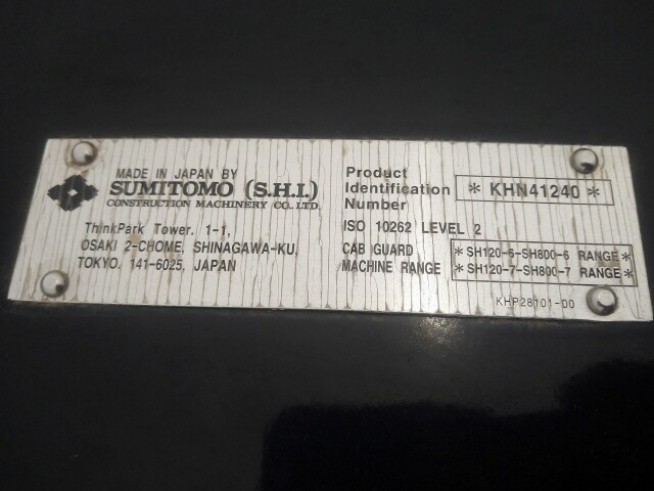 MADE IN JAPAN BY
SUMITOMO (S.H.I.)
CONSTRUCTION MACHINERY CO., LTD.
ThinkPark Tower. 1-1,
OSAKI 2-CHOME, SHINAGAWA-KU,
TOKYO. 141-6025, JAPAN
Product
Identification
Number
* KHN41240 *
ISO 10262 LEVEL 2
CAB GUARD
MACHINE RANGE
*SH120-6-SH800-6 RANGE*
*SH120-7-SH800-7 RANGE*
KHP28101-00